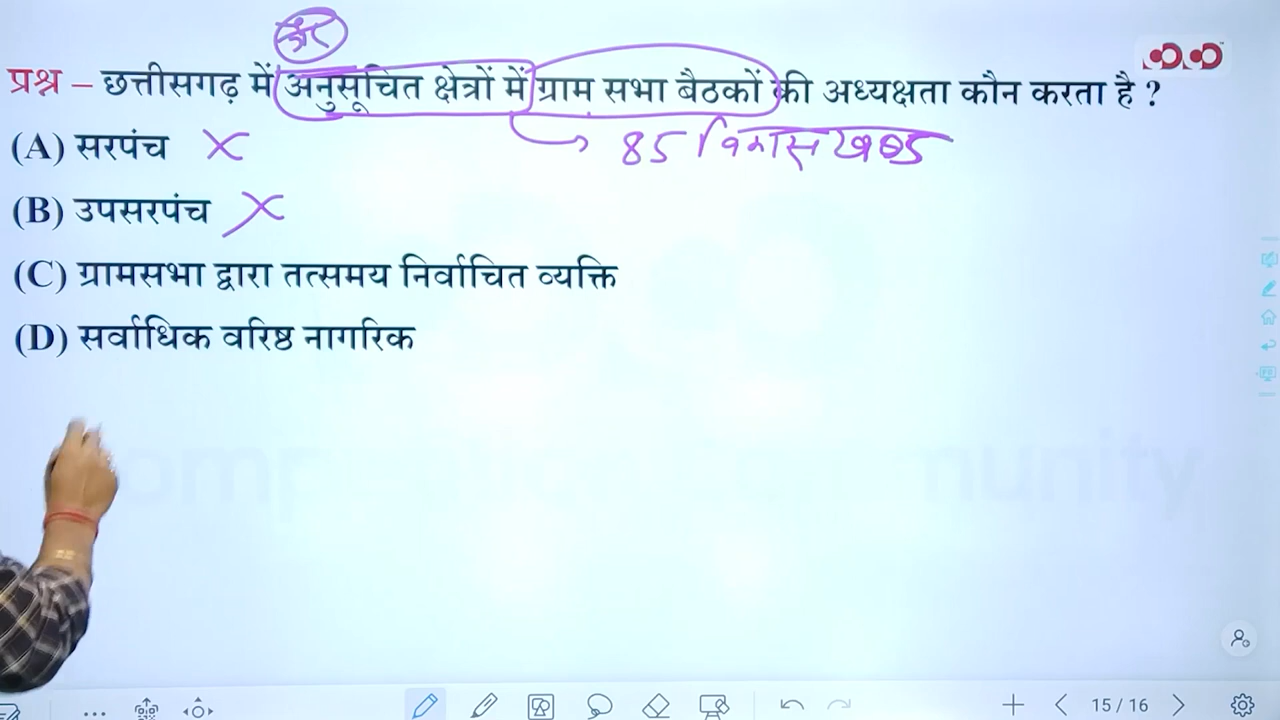 प्रश्न – छत्तीसगढ़ में अनुसूचित क्षेत्रों में ग्राम सभा बैठकों की अध्यक्षता कौन करता है ?
85 विकासखण्ड
(A) सरपंच
(B) उपसरपंच
(C) ग्रामसभा द्वारा तत्समय निर्वाचित व्यक्ति
(D) सर्वाधिक वरिष्ठ नागरिक
15 / 16